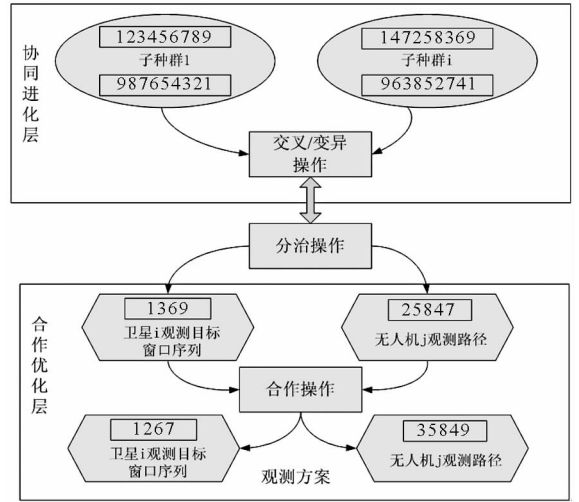 协同进化层
123456789
子种群1
987654321
147258369
子种群i
963852741
交叉/变异
操作
分治操作
合作优化层
1369
卫星i观测目标
窗口序列
25847
无人机j观测路径
合作操作
1267
卫星i观测目标
窗口序列
35849
无人机j观测路径
观测方案